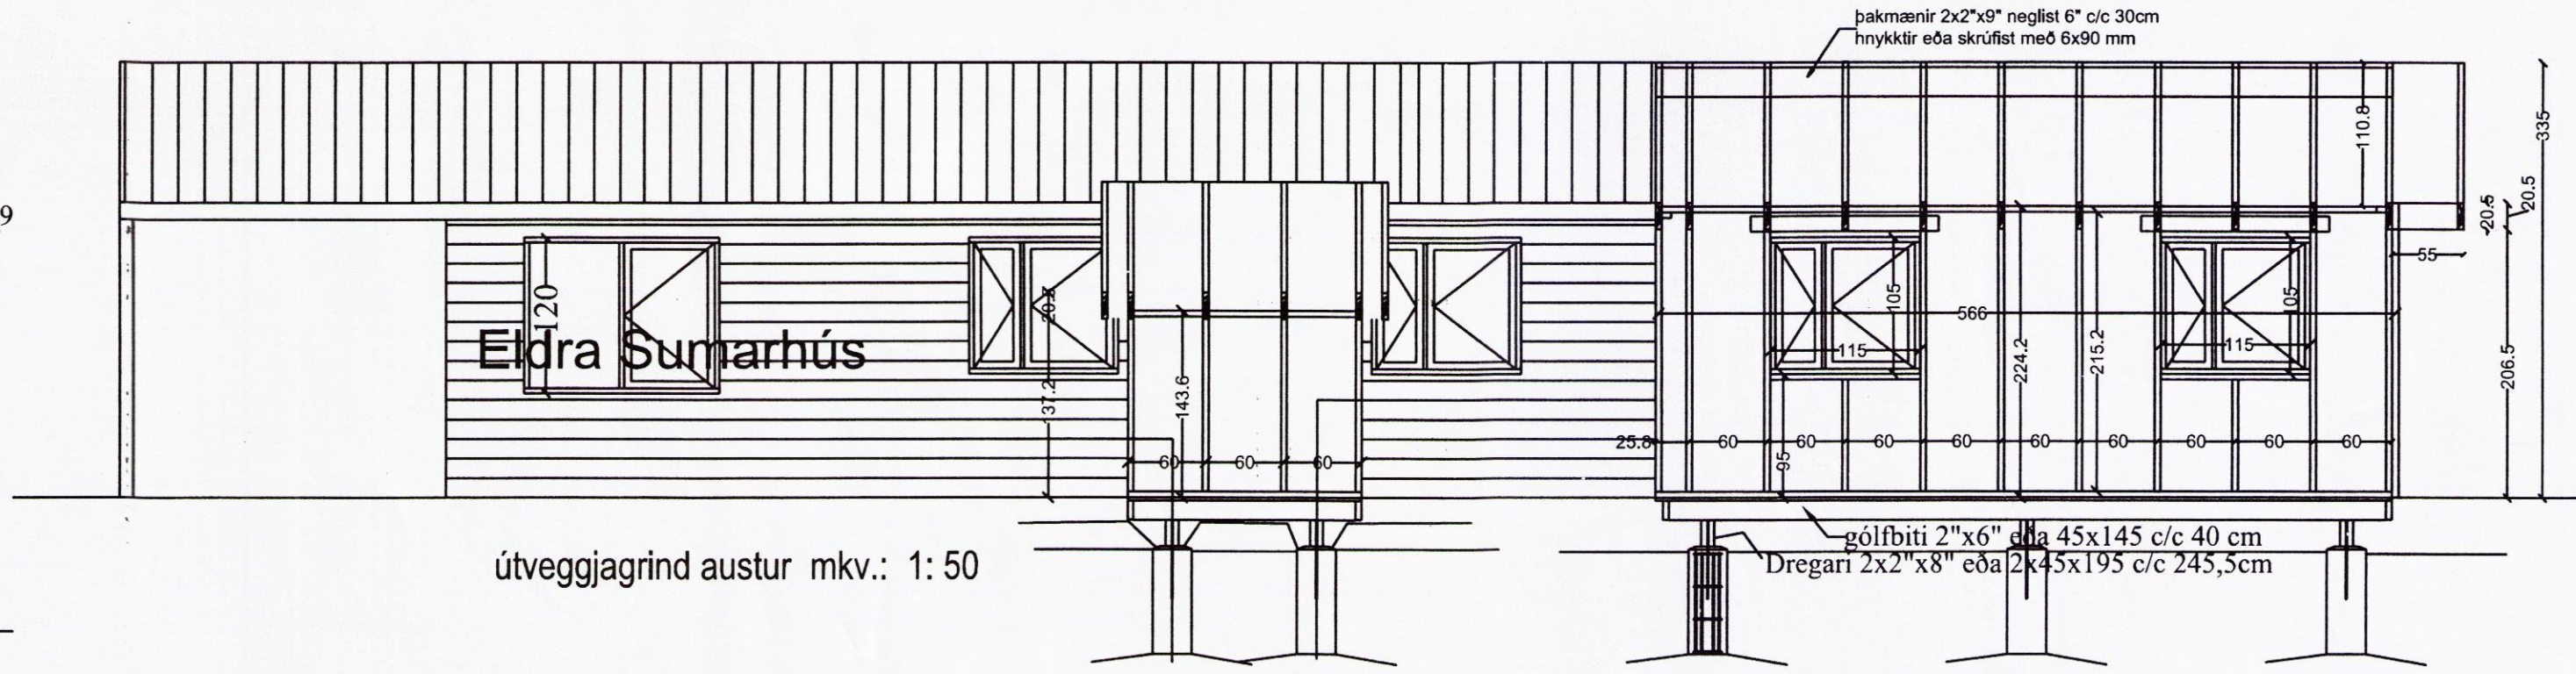 þakmænir 2x2"x9" neglist 6" c/c 30cm
hnykktir eða skrúfist með 6x90 mm
9
110.8
335
20.5
20.5
55
120
Eldra Sumarhús
20.5
137.2
143.6
60 60 60
105
566
115
224.2
215.2
105
115
206.5
25.8 60 60 60 60 60 60 60 60 60
95
gólfbiti 2"x6" eða 45x145 c/c 40 cm
Dregari 2x2"x8" eða 2x45x195 c/c 245,5cm
útveggjagrind austur mkv.: 1: 50